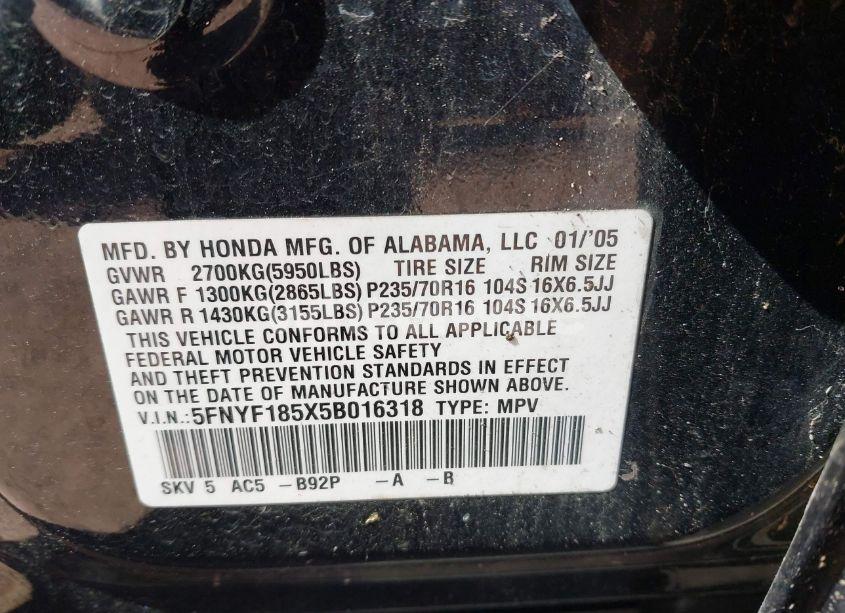 MFD. BY HONDA MFG. OF ALABAMA, LLC 01/'05
GVWR 2700KG(5950LBS) TIRE SIZE RIM SIZE
GAWR F 1300KG(2865LBS) P235/70R16 104S 16X6.5JJ
GAWR R 1430KG(3155LBS) P235/70R16 104S 16X6.5JJ
THIS VEHICLE CONFORMS TO ALL APPLICABLE
FEDERAL MOTOR VEHICLE SAFETY
AND THEFT PREVENTION STANDARDS IN EFFECT
ON THE DATE OF MANUFACTURE SHOWN ABOVE.
V.I.N.:5FNYF185X5B016318 TYPE: MPV
SKV 5 AC5 -B92P -A -B